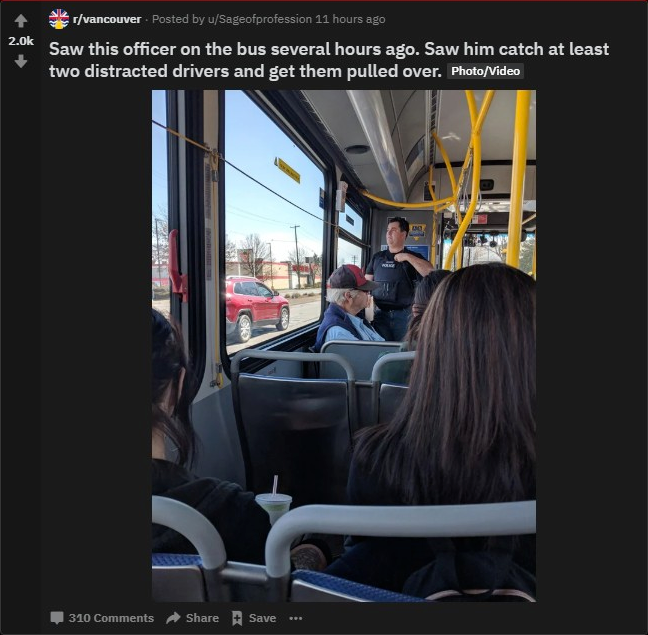 r/vancouver · Posted by u/Sageofprofession 11 hours ago
2.0k
Saw this officer on the bus several hours ago. Saw him catch at least
two distracted drivers and get them pulled over. Photo/Video
POLICE
310 Comments Share Save ...